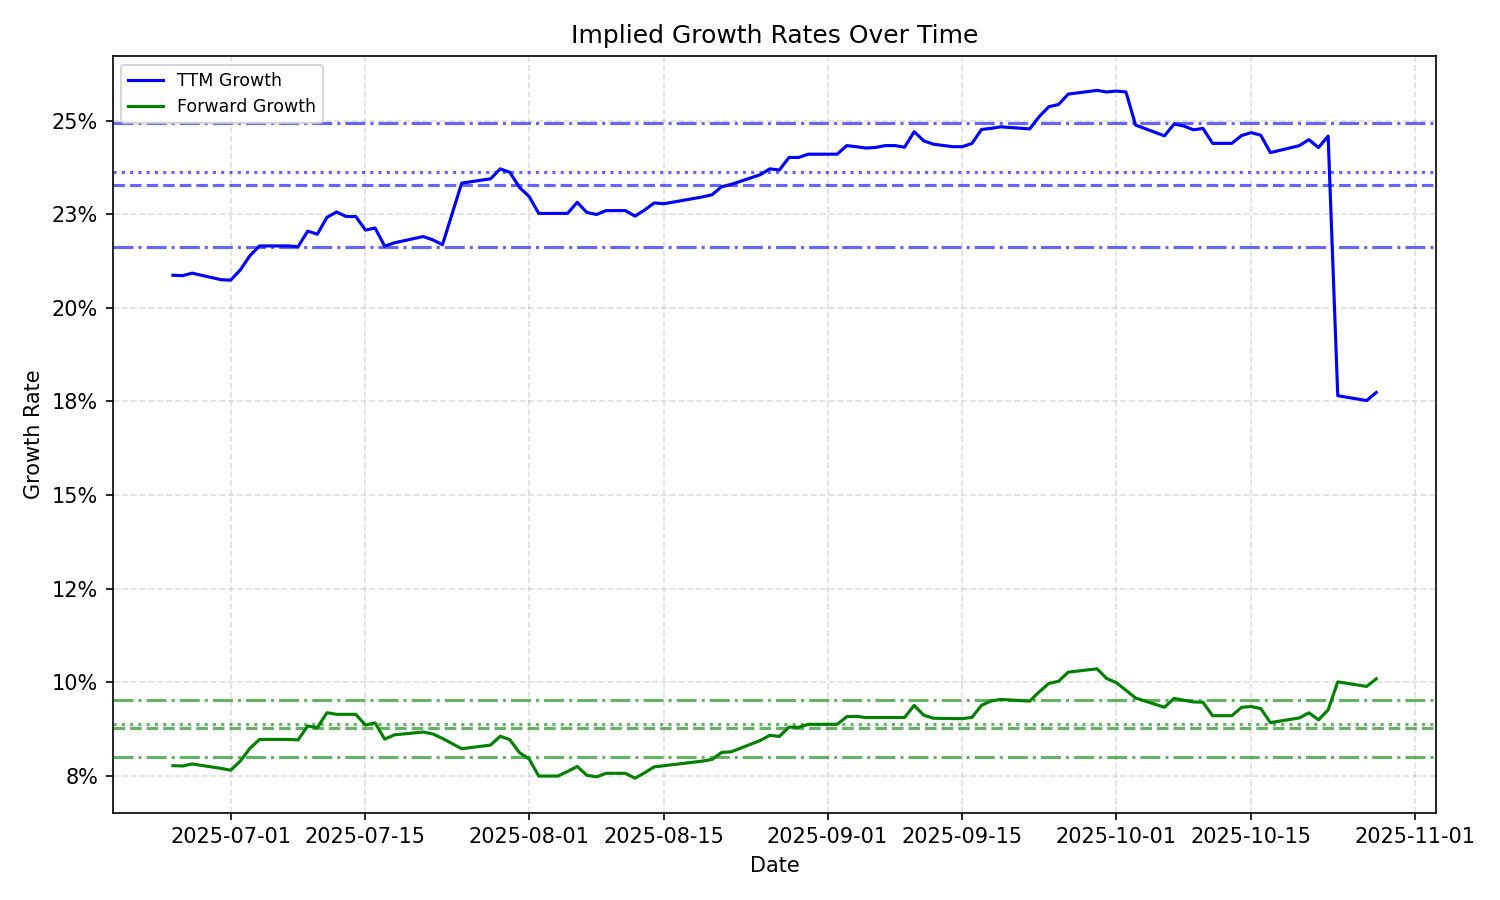 Implied Growth Rates Over Time
TTM Growth
Forward Growth
25%
23%
20%
18%
15%
12%
10%
8%
Growth Rate
2025-07-01 2025-07-15 2025-08-01 2025-08-15 2025-09-01 2025-09-15 2025-10-01 2025-10-15 2025-11-01
Date